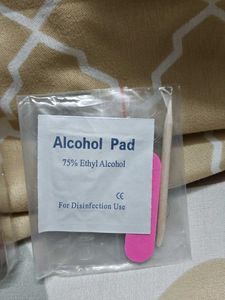 Alcohol Pad
75% Ethyl Alcohol
CE
For Disinfection Use